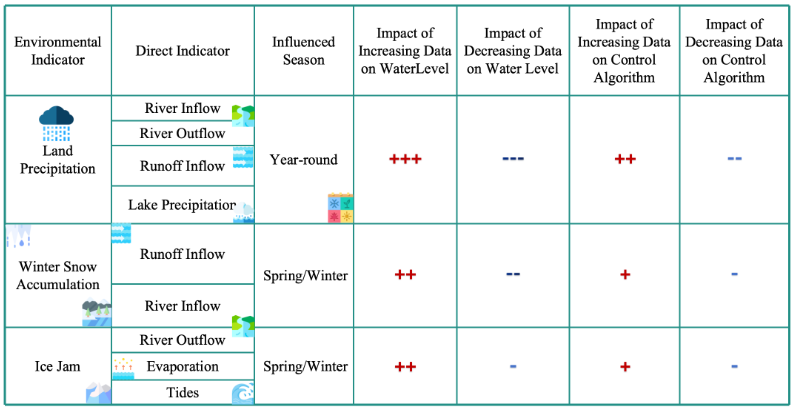 Environmental
Indicator
Direct Indicator
Influenced
Season
Impact of
Increasing Data
on WaterLevel
Impact of
Decreasing Data
on Water Level
Impact of
Increasing Data
on Control
Algorithm
Impact of
Decreasing Data
on Control
Algorithm
Land
Precipitation
River Inflow
River Outflow
Runoff Inflow
Lake Precipitation
Year-round
+++
---
++
--
Winter Snow
Accumulation
Runoff Inflow
River Inflow
Spring/Winter
++
--
+
-
Ice Jam
River Outflow
Evaporation
Tides
Spring/Winter
++
-
+
-